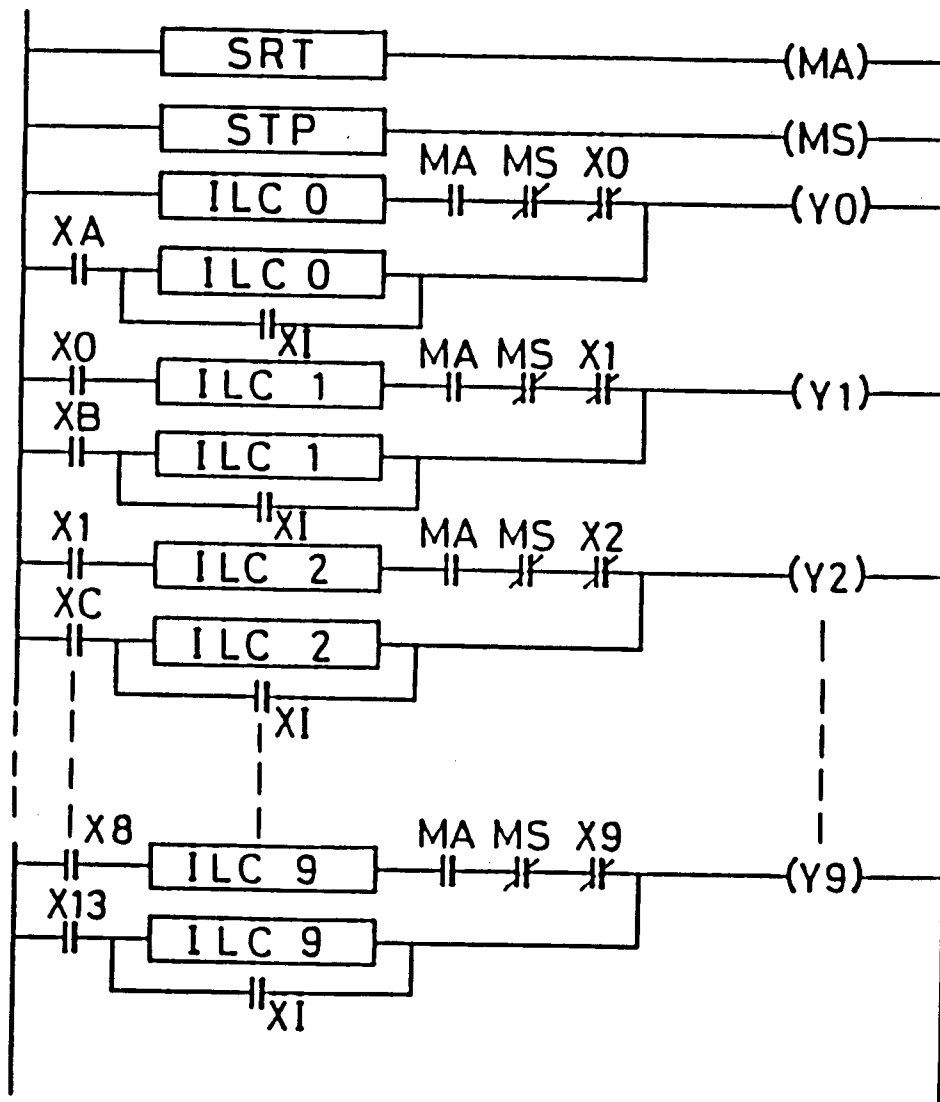 SRT (MA)
STP (MS)
MA MS X0
ILC 0 (Y0)
XA
ILC 0
XI
X0 MA MS X1
ILC 1 (Y1)
XB
ILC 1
XI
X1 MA MS X2
ILC 2 (Y2)
XC
ILC 2
XI
X8 MA MS X9
ILC 9 (Y9)
X13
ILC 9
XI